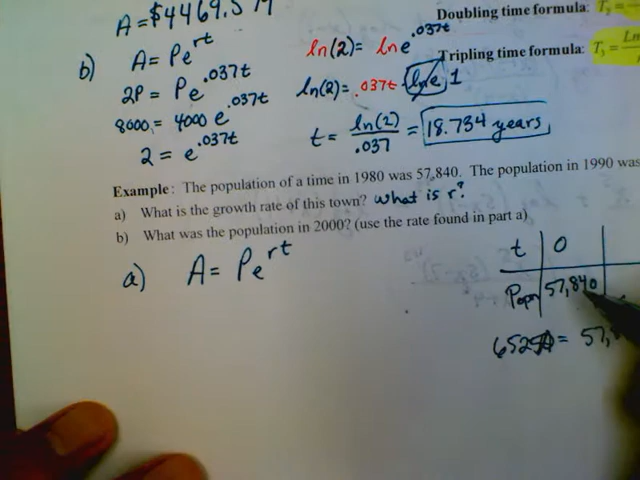 A = $4469.5
Doubling time formula: T₂ =
b) A = Pe^rt
ln(2) = ln e^.037t
Tripling time formula: T₃ =
2P = Pe^.037t
ln(2) = .037t · ln e 1
8000 = 4000 e^.037t
t = ln(2)/.037 = 18.734 years
2 = e^.037t
Example: The population of a time in 1980 was 57,840. The population in 1990 was
a) What is the growth rate of this town? what is r?
b) What was the population in 2000? (use the rate found in part a)
a) A = Pe^rt
t 0
Popn 57,840
= 57,